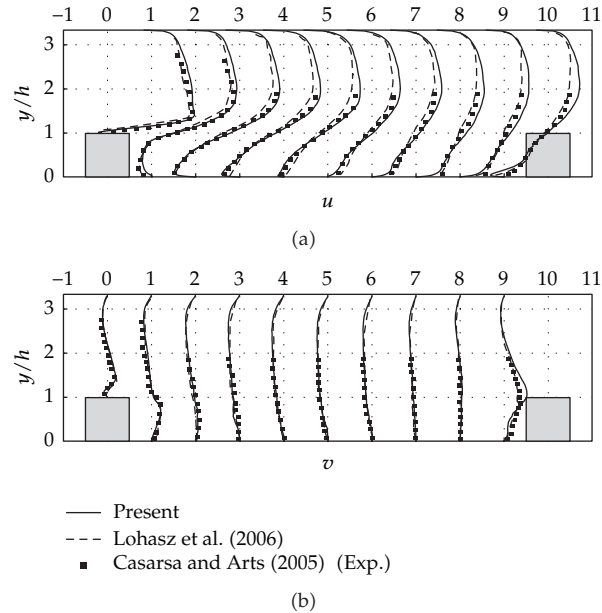 −1 0 1 2 3 4 5 6 7 8 9 10 11
3
2
1
0
y/h
u
(a)
−1 0 1 2 3 4 5 6 7 8 9 10 11
3
2
1
0
y/h
v
Present
Lohasz et al. (2006)
Casarsa and Arts (2005) (Exp.)
(b)